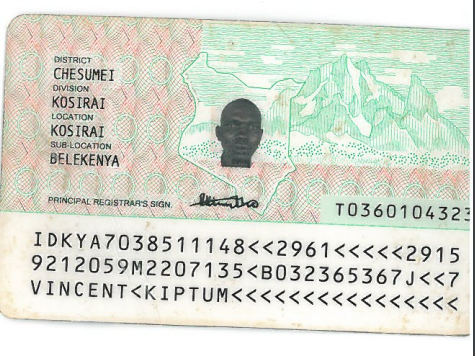 DISTRICT
CHESUMEI
DIVISION
KOSIRAI
LOCATION
KOSIRAI
SUB-LOCATION
BELEKENYA
PRINCIPAL REGISTRAR'S SIGN.
T0360104323
IDKYA7038511148<<2961<<<<<2915
9212059M2207135<B032365367J<<7
VINCENT<KIPTUM<<<<<<<<<<<<<<<<